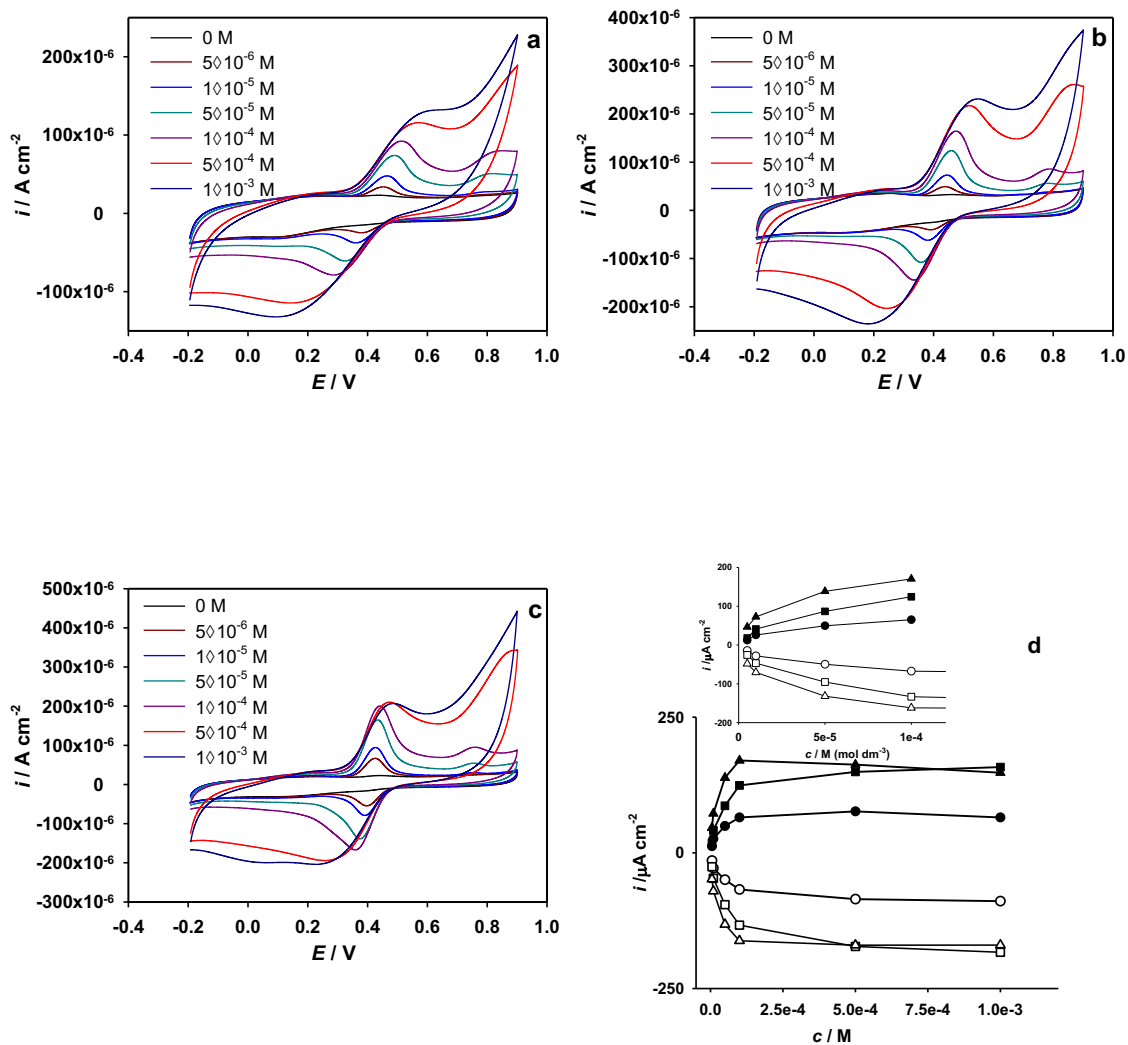 a
200x10-6
100x10-6
0
-100x10-6
i / A cm-2
0 M
5◊10-6 M
1◊10-5 M
5◊10-5 M
1◊10-4 M
5◊10-4 M
1◊10-3 M
-0.4 -0.2 0.0 0.2 0.4 0.6 0.8 1.0
E / V
b
400x10-6
300x10-6
200x10-6
100x10-6
0
-100x10-6
-200x10-6
i / A cm-2
0 M
5◊10-6 M
1◊10-5 M
5◊10-5 M
1◊10-4 M
5◊10-4 M
1◊10-3 M
-0.4 -0.2 0.0 0.2 0.4 0.6 0.8 1.0
E / V
c
500x10-6
400x10-6
300x10-6
200x10-6
100x10-6
0
-100x10-6
-200x10-6
-300x10-6
i / A cm-2
0 M
5◊10-6 M
1◊10-5 M
5◊10-5 M
1◊10-4 M
5◊10-4 M
1◊10-3 M
-0.4 -0.2 0.0 0.2 0.4 0.6 0.8 1.0
E / V
d
200
100
0
-100
-200
i /µA cm-2
0 5e-5 1e-4
c / M (mol dm-3)
250
0
-250
i /µA cm-2
0.0 2.5e-4 5.0e-4 7.5e-4 1.0e-3
c / M